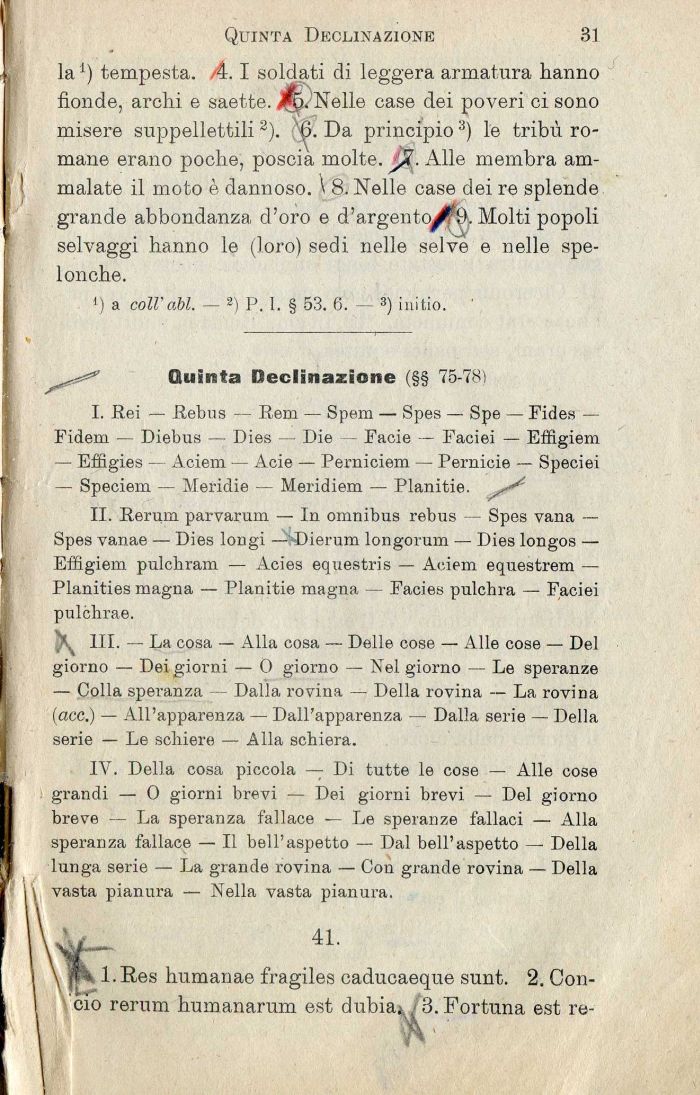 QUINTA DECLINAZIONE 31
la ¹) tempesta. 4. I soldati di leggera armatura hanno
fionde, archi e saette. 5. Nelle case dei poveri ci sono
misere suppellettili ²). 6. Da principio ³) le tribù ro-
mane erano poche, poscia molte. 7. Alle membra am-
malate il moto è dannoso. 8. Nelle case dei re splende
grande abbondanza d'oro e d'argento. 9. Molti popoli
selvaggi hanno le (loro) sedi nelle selve e nelle spe-
lonche.
¹) a coll' abl. — ²) P. I. § 53. 6. — ³) initio.
Quinta Declinazione (§§ 75-78)
I. Rei — Rebus — Rem — Spem — Spes — Spe — Fides —
Fidem — Diebus — Dies — Die — Facie — Faciei — Effigiem
— Effigies — Aciem — Acie — Perniciem — Pernicie — Speciei
— Speciem — Meridie — Meridiem — Planitie.
II. Rerum parvarum — In omnibus rebus — Spes vana —
Spes vanae — Dies longi — Dierum longorum — Dies longos —
Effigiem pulchram — Acies equestris — Aciem equestrem —
Planities magna — Planitie magna — Facies pulchra — Faciei
pulchrae.
III. — La cosa — Alla cosa — Delle cose — Alle cose — Del
giorno — Dei giorni — O giorno — Nel giorno — Le speranze
— Colla speranza — Dalla rovina — Della rovina — La rovina
(acc.) — All'apparenza — Dall'apparenza — Dalla serie — Della
serie — Le schiere — Alla schiera.
IV. Della cosa piccola — Di tutte le cose — Alle cose
grandi — O giorni brevi — Dei giorni brevi — Del giorno
breve — La speranza fallace — Le speranze fallaci — Alla
speranza fallace — Il bell'aspetto — Dal bell'aspetto — Della
lunga serie — La grande rovina — Con grande rovina — Della
vasta pianura — Nella vasta pianura.
41.
1. Res humanae fragiles caducaeque sunt. 2. Con-
cio rerum humanarum est dubia. 3. Fortuna est re-